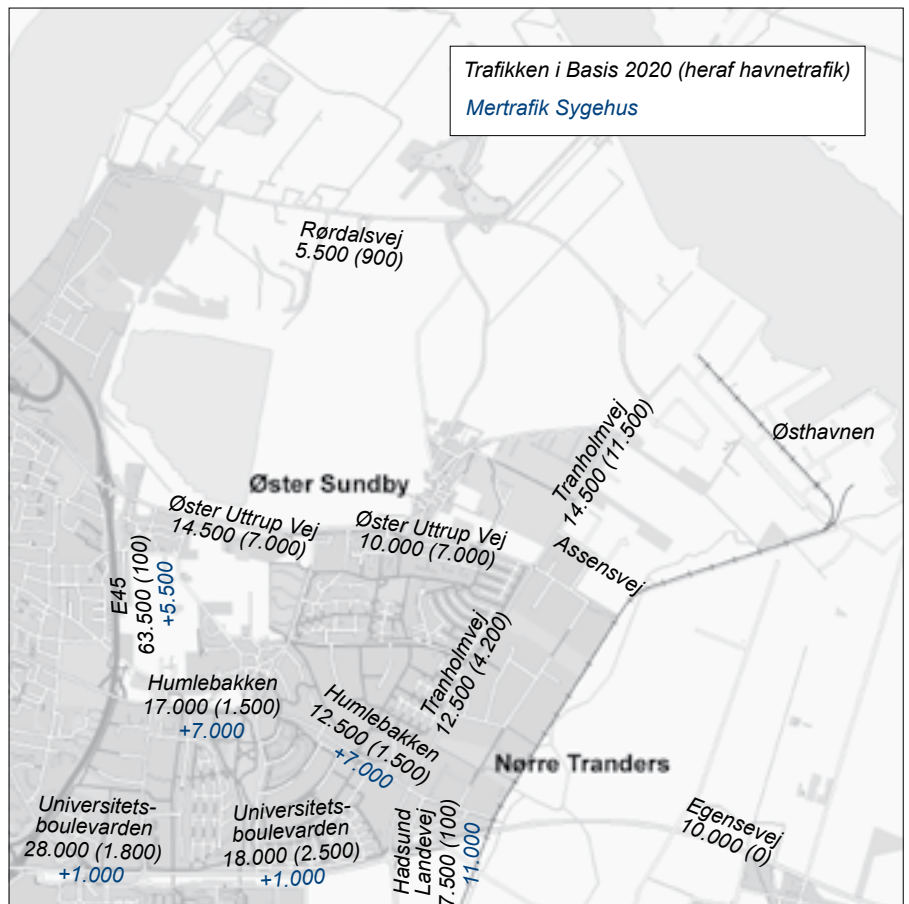 Trafikken i Basis 2020 (heraf havnetrafik)
Mertrafik Sygehus
Rørdalsvej
5.500 (900)
Østhavnen
Tranholmvej
14.500 (11.500)
Øster Sundby
Øster Uttrup Vej
14.500 (7.000)
Øster Uttrup Vej
10.000 (7.000)
Assensvej
E45
63.500 (100)
+5.500
Tranholmvej
12.500 (4.200)
Humlebakken
17.000 (1.500)
+7.000
Humlebakken
12.500 (1.500)
+7.000
Nørre Tranders
Universitets-
boulevarden
28.000 (1.800)
+1.000
Universitets-
boulevarden
18.000 (2.500)
+1.000
Hadsund
Landevej
7.500 (100)
11.000
Egensevej
10.000 (0)